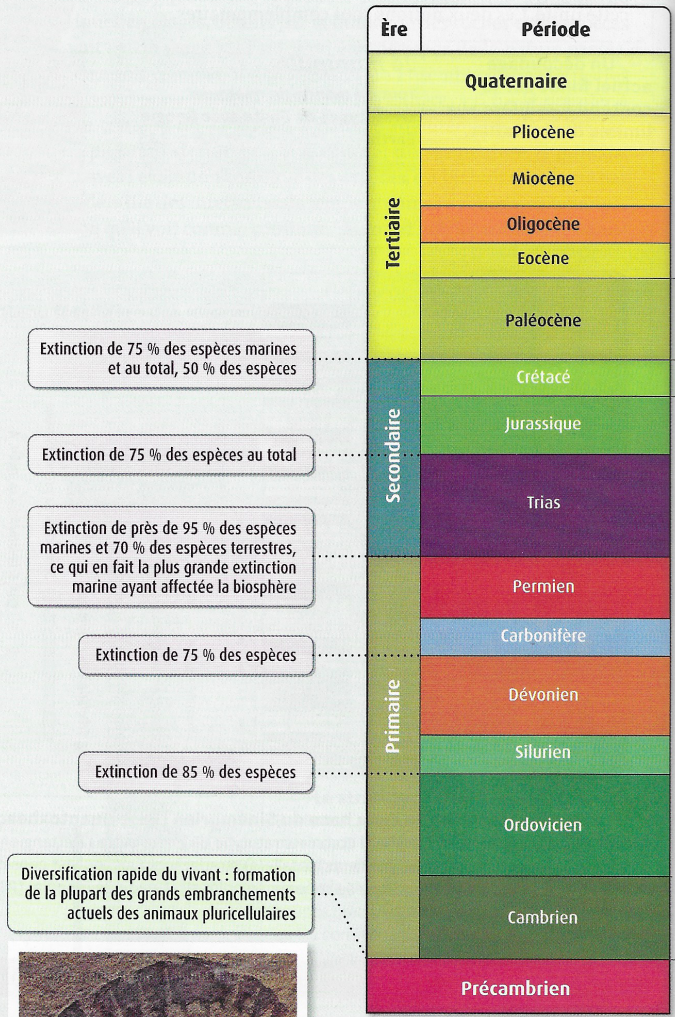 Ère Période
Quaternaire
Tertiaire
Pliocène
Miocène
Oligocène
Eocène
Paléocène
Extinction de 75 % des espèces marines
et au total, 50 % des espèces
Secondaire
Crétacé
Jurassique
Extinction de 75 % des espèces au total
Trias
Extinction de près de 95 % des espèces
marines et 70 % des espèces terrestres,
ce qui en fait la plus grande extinction
marine ayant affectée la biosphère
Primaire
Permien
Carbonifère
Extinction de 75 % des espèces
Dévonien
Silurien
Extinction de 85 % des espèces
Ordovicien
Diversification rapide du vivant : formation
de la plupart des grands embranchements
actuels des animaux pluricellulaires
Cambrien
Précambrien